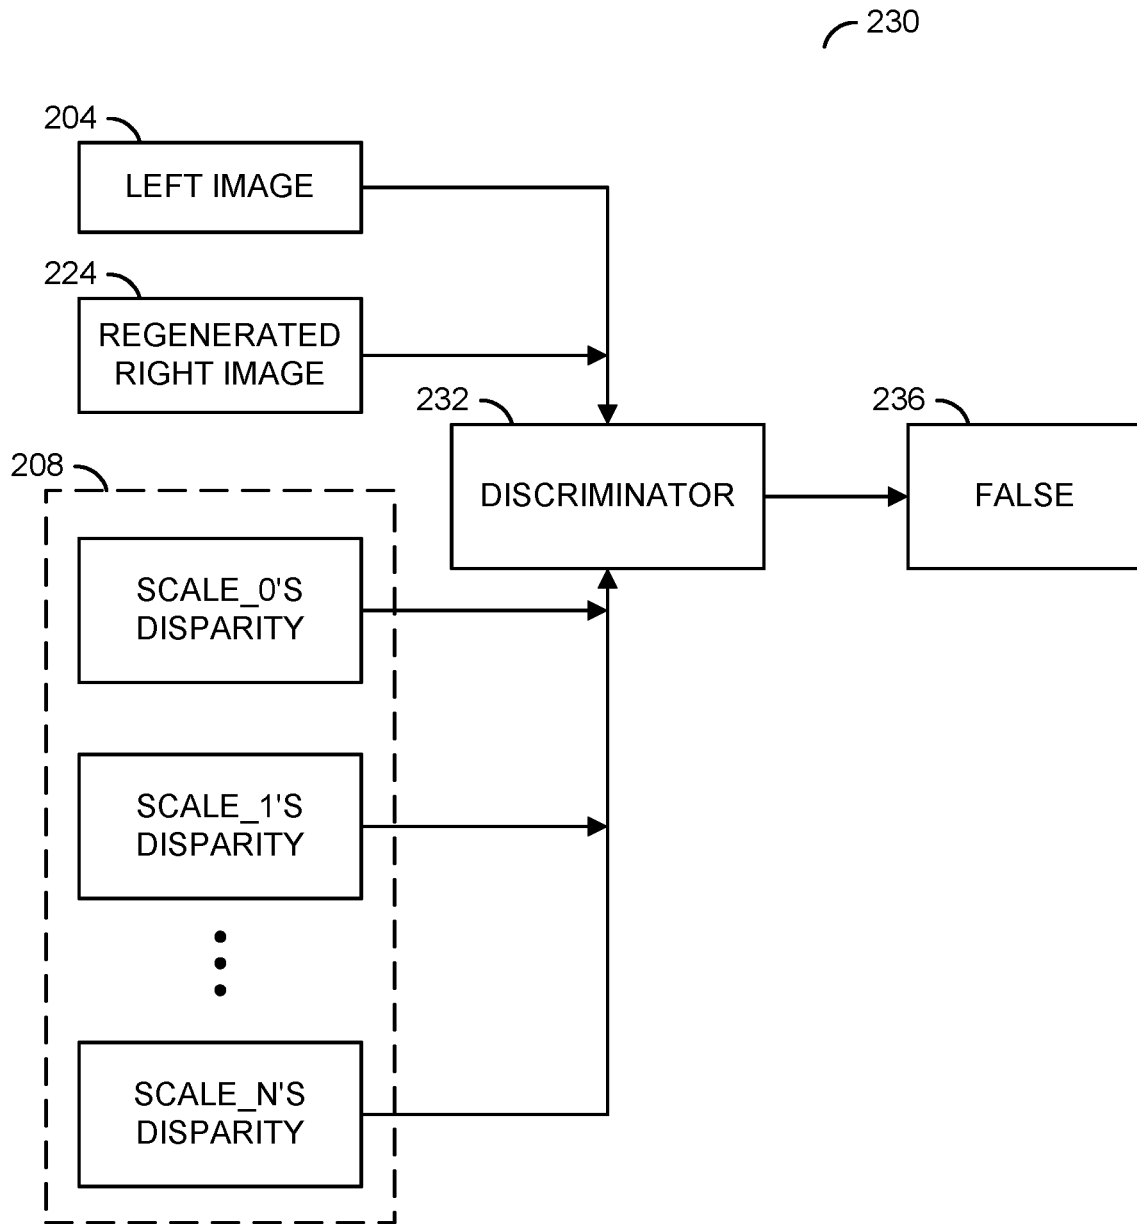 230
204
LEFT IMAGE
224
REGENERATED
RIGHT IMAGE
232
236
DISCRIMINATOR
FALSE
208
SCALE_0'S
DISPARITY
SCALE_1'S
DISPARITY
SCALE_N'S
DISPARITY